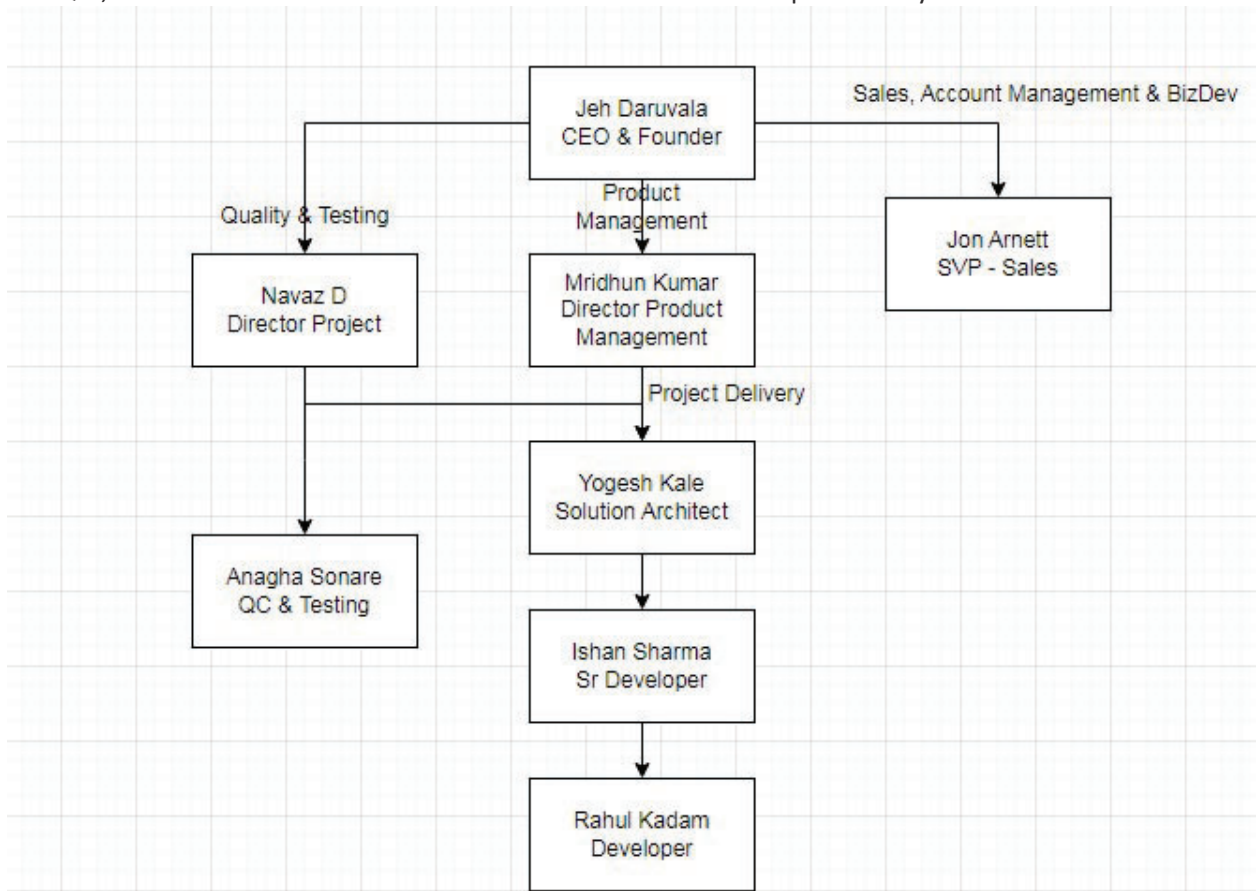 Jeh Daruvala
CEO & Founder
Sales, Account Management & BizDev
Quality & Testing
Product
Management
Jon Arnett
SVP - Sales
Navaz D
Director Project
Mridhun Kumar
Director Product
Management
Project Delivery
Yogesh Kale
Solution Architect
Anagha Sonare
QC & Testing
Ishan Sharma
Sr Developer
Rahul Kadam
Developer